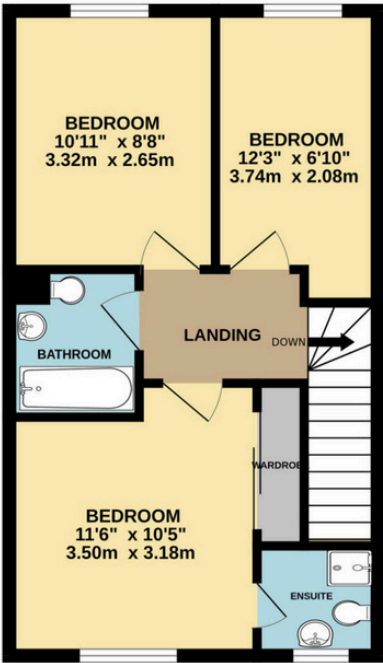 BEDROOM
10'11" x 8'8"
3.32m x 2.65m
BEDROOM
12'3" x 6'10"
3.74m x 2.08m
LANDING
DOWN
BATHROOM
WARDROBE
BEDROOM
11'6" x 10'5"
3.50m x 3.18m
ENSUITE